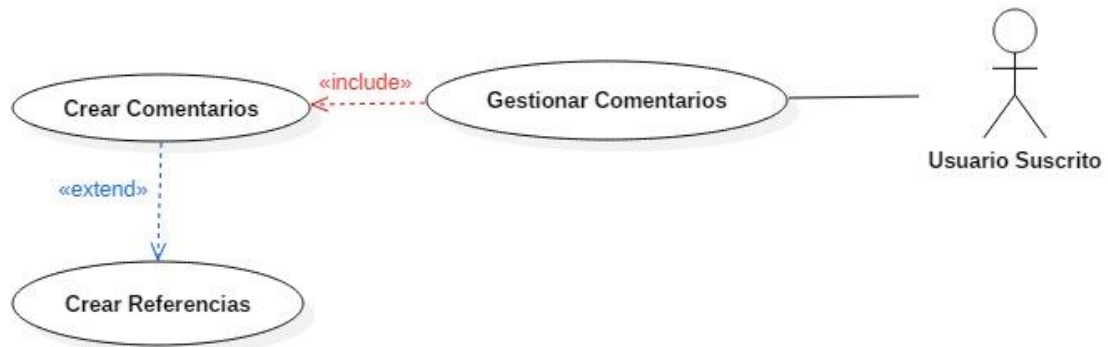 «include»
Crear Comentarios
Gestionar Comentarios
Usuario Suscrito
«extend»
Crear Referencias